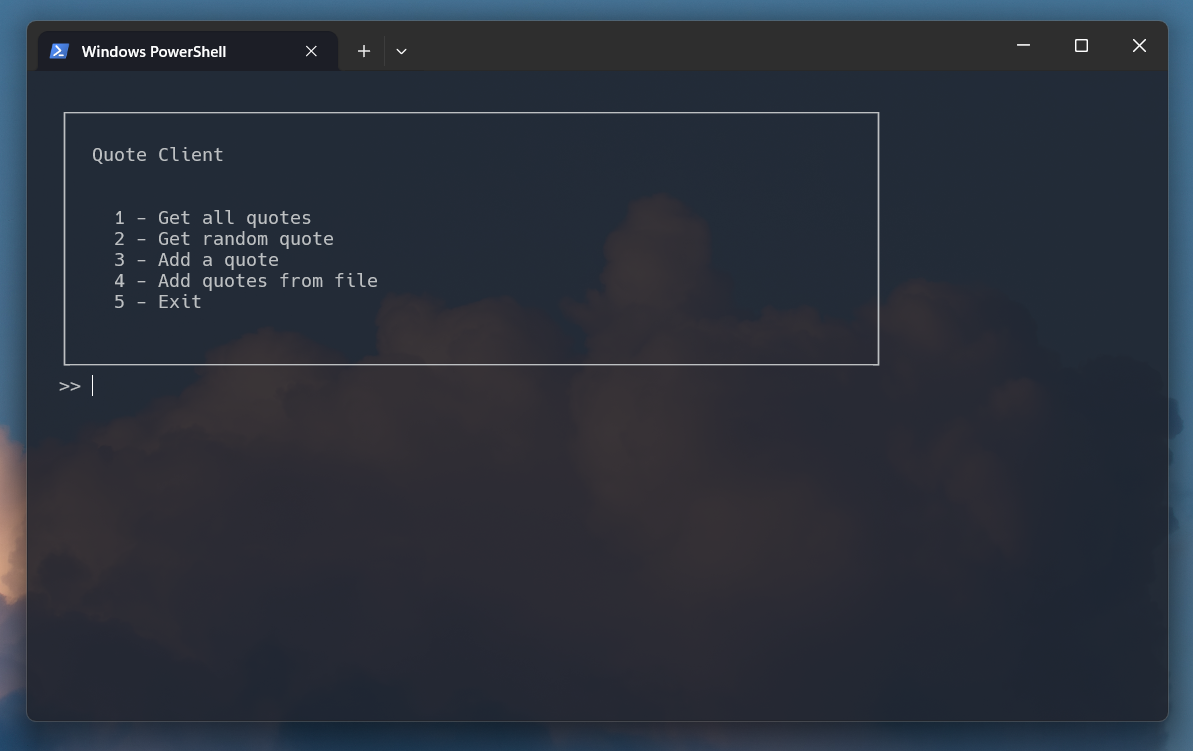 Windows PowerShell
Quote Client
1 - Get all quotes
2 - Get random quote
3 - Add a quote
4 - Add quotes from file
5 - Exit
>>